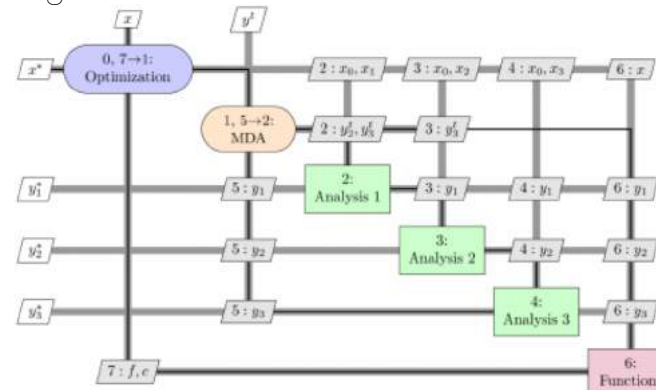 x
y^t
x*
0, 7→1:
Optimization
2 : x₀, x₁
3 : x₀, x₂
4 : x₀, x₃
6 : x
1, 5→2:
MDA
2 : y₂^t, y₃^t
3 : y₃^t
y₁*
5 : y₁
2:
Analysis 1
3 : y₁
4 : y₁
6 : y₁
y₂*
5 : y₂
3:
Analysis 2
4 : y₂
6 : y₂
y₃*
5 : y₃
4:
Analysis 3
6 : y₃
7 : f, c
6:
Function